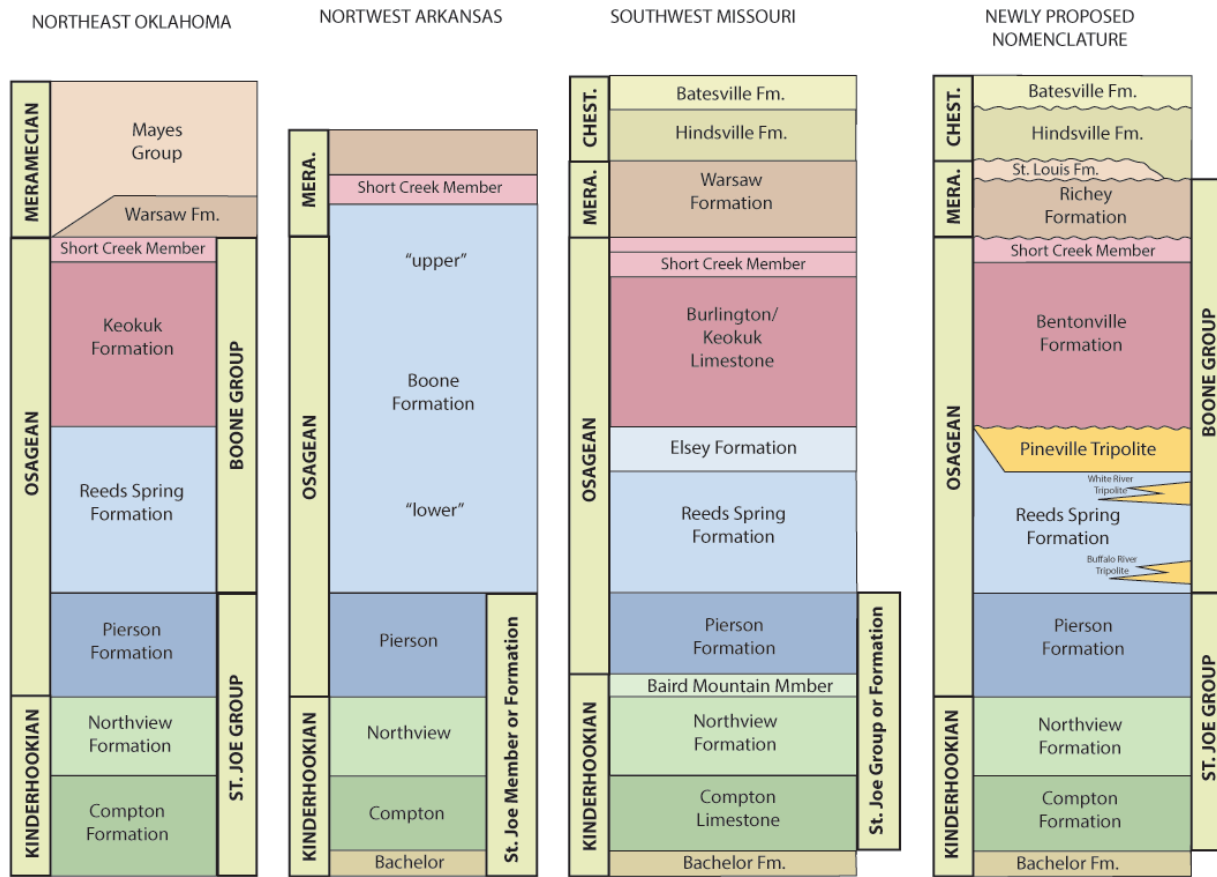 NORTHEAST OKLAHOMA
MERAMECIAN
OSAGEAN
KINDERHOOKIAN
Mayes
Group
Warsaw Fm.
Short Creek Member
Keokuk
Formation
Reeds Spring
Formation
Pierson
Formation
Northview
Formation
Compton
Formation
BOONE GROUP
ST. JOE GROUP
NORTWEST ARKANSAS
MERA.
OSAGEAN
KINDERHOOKIAN
Short Creek Member
"upper"
Boone
Formation
"lower"
Pierson
Northview
Compton
Bachelor
St. Joe Member or Formation
SOUTHWEST MISSOURI
CHEST.
MERA.
OSAGEAN
KINDERHOOKIAN
Batesville Fm.
Hindsville Fm.
Warsaw
Formation
Short Creek Member
Burlington/
Keokuk
Limestone
Elsey Formation
Reeds Spring
Formation
Pierson
Formation
Baird Mountain Mmber
Northview
Formation
Compton
Limestone
Bachelor Fm.
St. Joe Group or Formation
NEWLY PROPOSED
NOMENCLATURE
CHEST.
MERA.
OSAGEAN
KINDERHOOKIAN
Batesville Fm.
Hindsville Fm.
St. Louis Fm.
Richey
Formation
Short Creek Member
Bentonville
Formation
Pineville Tripolite
White River
Tripolite
Reeds Spring
Formation
Buffalo River
Tripolite
Pierson
Formation
Northview
Formation
Compton
Formation
Bachelor Fm.
BOONE GROUP
ST. JOE GROUP